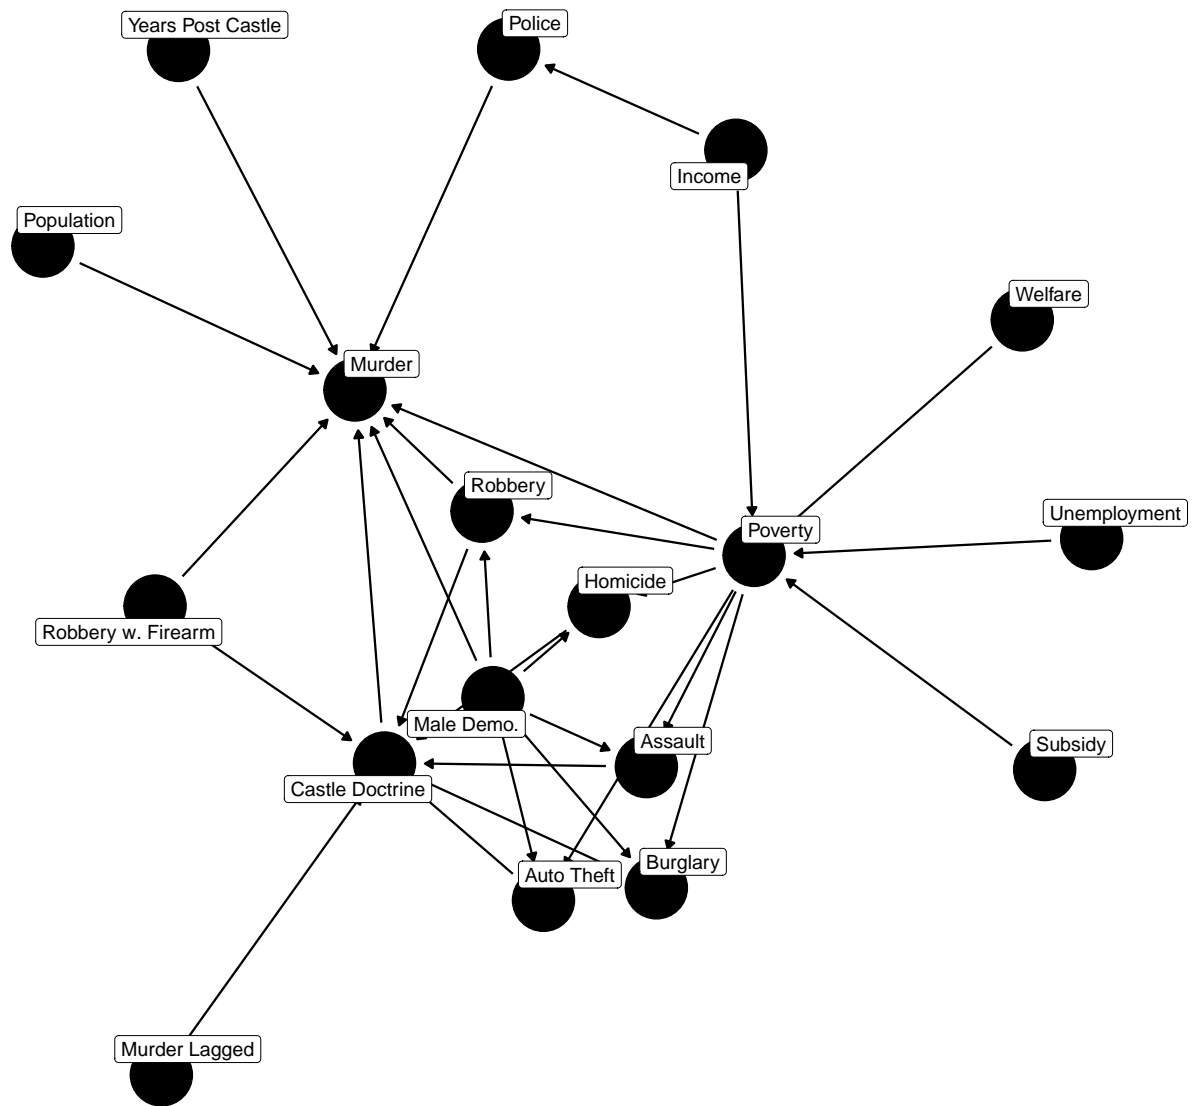 Years Post Castle
Police
Income
Population
Welfare
Murder
Robbery
Unemployment
Poverty
Homicide
Robbery w. Firearm
Male Demo.
Assault
Subsidy
Castle Doctrine
Burglary
Auto Theft
Murder Lagged